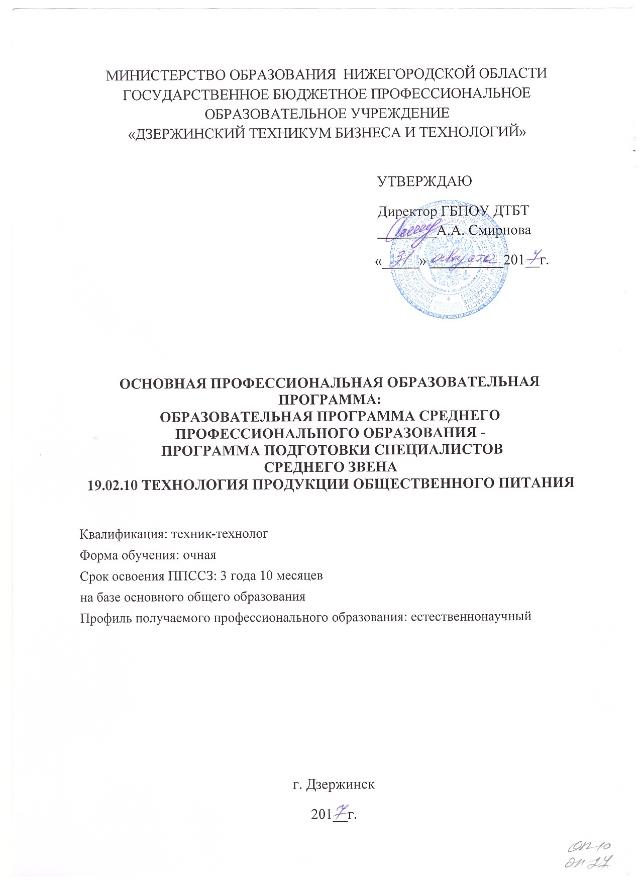 МИНИСТЕРСТВО ОБРАЗОВАНИЯ НИЖЕГОРОДСКОЙ ОБЛАСТИ
ГОСУДАРСТВЕННОЕ БЮДЖЕТНОЕ ПРОФЕССИОНАЛЬНОЕ
ОБРАЗОВАТЕЛЬНОЕ УЧРЕЖДЕНИЕ
«ДЗЕРЖИНСКИЙ ТЕХНИКУМ БИЗНЕСА И ТЕХНОЛОГИЙ»
УТВЕРЖДАЮ
Директор ГБПОУ ДТБТ
А.А. Смирнова
«31» августа 2017 г.
ОСНОВНАЯ ПРОФЕССИОНАЛЬНАЯ ОБРАЗОВАТЕЛЬНАЯ
ПРОГРАММА:
ОБРАЗОВАТЕЛЬНАЯ ПРОГРАММА СРЕДНЕГО
ПРОФЕССИОНАЛЬНОГО ОБРАЗОВАНИЯ -
ПРОГРАММА ПОДГОТОВКИ СПЕЦИАЛИСТОВ
СРЕДНЕГО ЗВЕНА
19.02.10 ТЕХНОЛОГИЯ ПРОДУКЦИИ ОБЩЕСТВЕННОГО ПИТАНИЯ
Квалификация: техник-технолог
Форма обучения: очная
Срок освоения ППССЗ: 3 года 10 месяцев
на базе основного общего образования
Профиль получаемого профессионального образования: естественнонаучный
г. Дзержинск
2017 г.